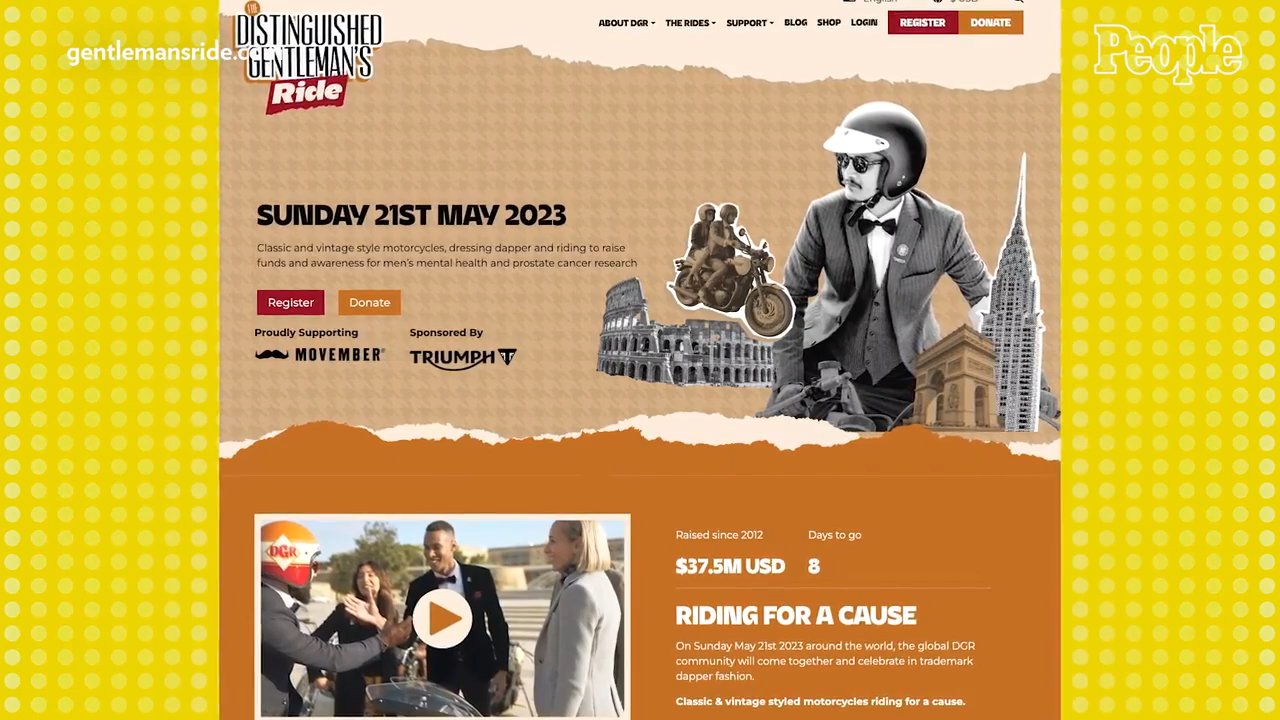 English
$ USD
THE
DISTINGUISHED
GENTLEMAN'S
Ride
gentlemansride.com
ABOUT DGR THE RIDES SUPPORT BLOG SHOP LOGIN REGISTER DONATE
People
SUNDAY 21ST MAY 2023
Classic and vintage style motorcycles, dressing dapper and riding to raise
funds and awareness for men's mental health and prostate cancer research
Register Donate
Proudly Supporting Sponsored By
MOVEMBER® TRIUMPH
DGR
Raised since 2012 Days to go
$37.5M USD 8
RIDING FOR A CAUSE
On Sunday May 21st 2023 around the world, the global DGR
community will come together and celebrate in trademark
dapper fashion.
Classic & vintage styled motorcycles riding for a cause.